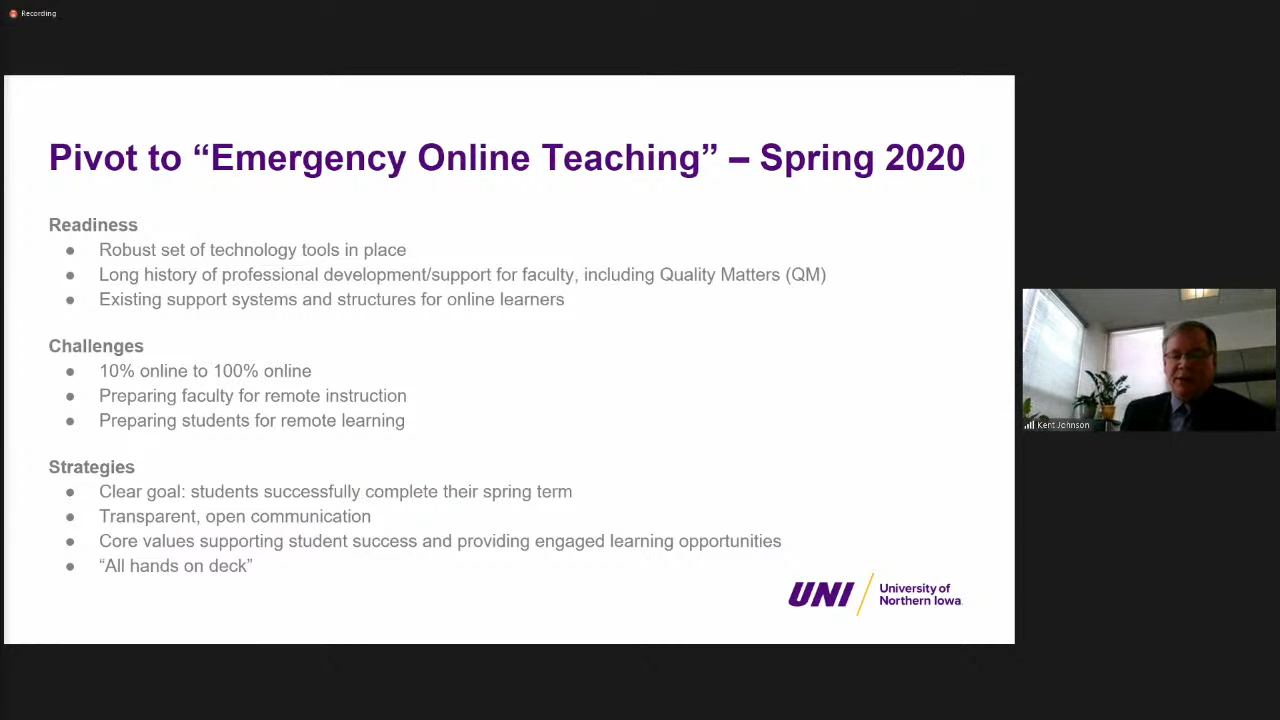 Recording
Pivot to “Emergency Online Teaching” – Spring 2020
Readiness
● Robust set of technology tools in place
● Long history of professional development/support for faculty, including Quality Matters (QM)
● Existing support systems and structures for online learners
Challenges
● 10% online to 100% online
● Preparing faculty for remote instruction
● Preparing students for remote learning
Kent Johnson
Strategies
● Clear goal: students successfully complete their spring term
● Transparent, open communication
● Core values supporting student success and providing engaged learning opportunities
● “All hands on deck”
UNI
University of
Northern Iowa